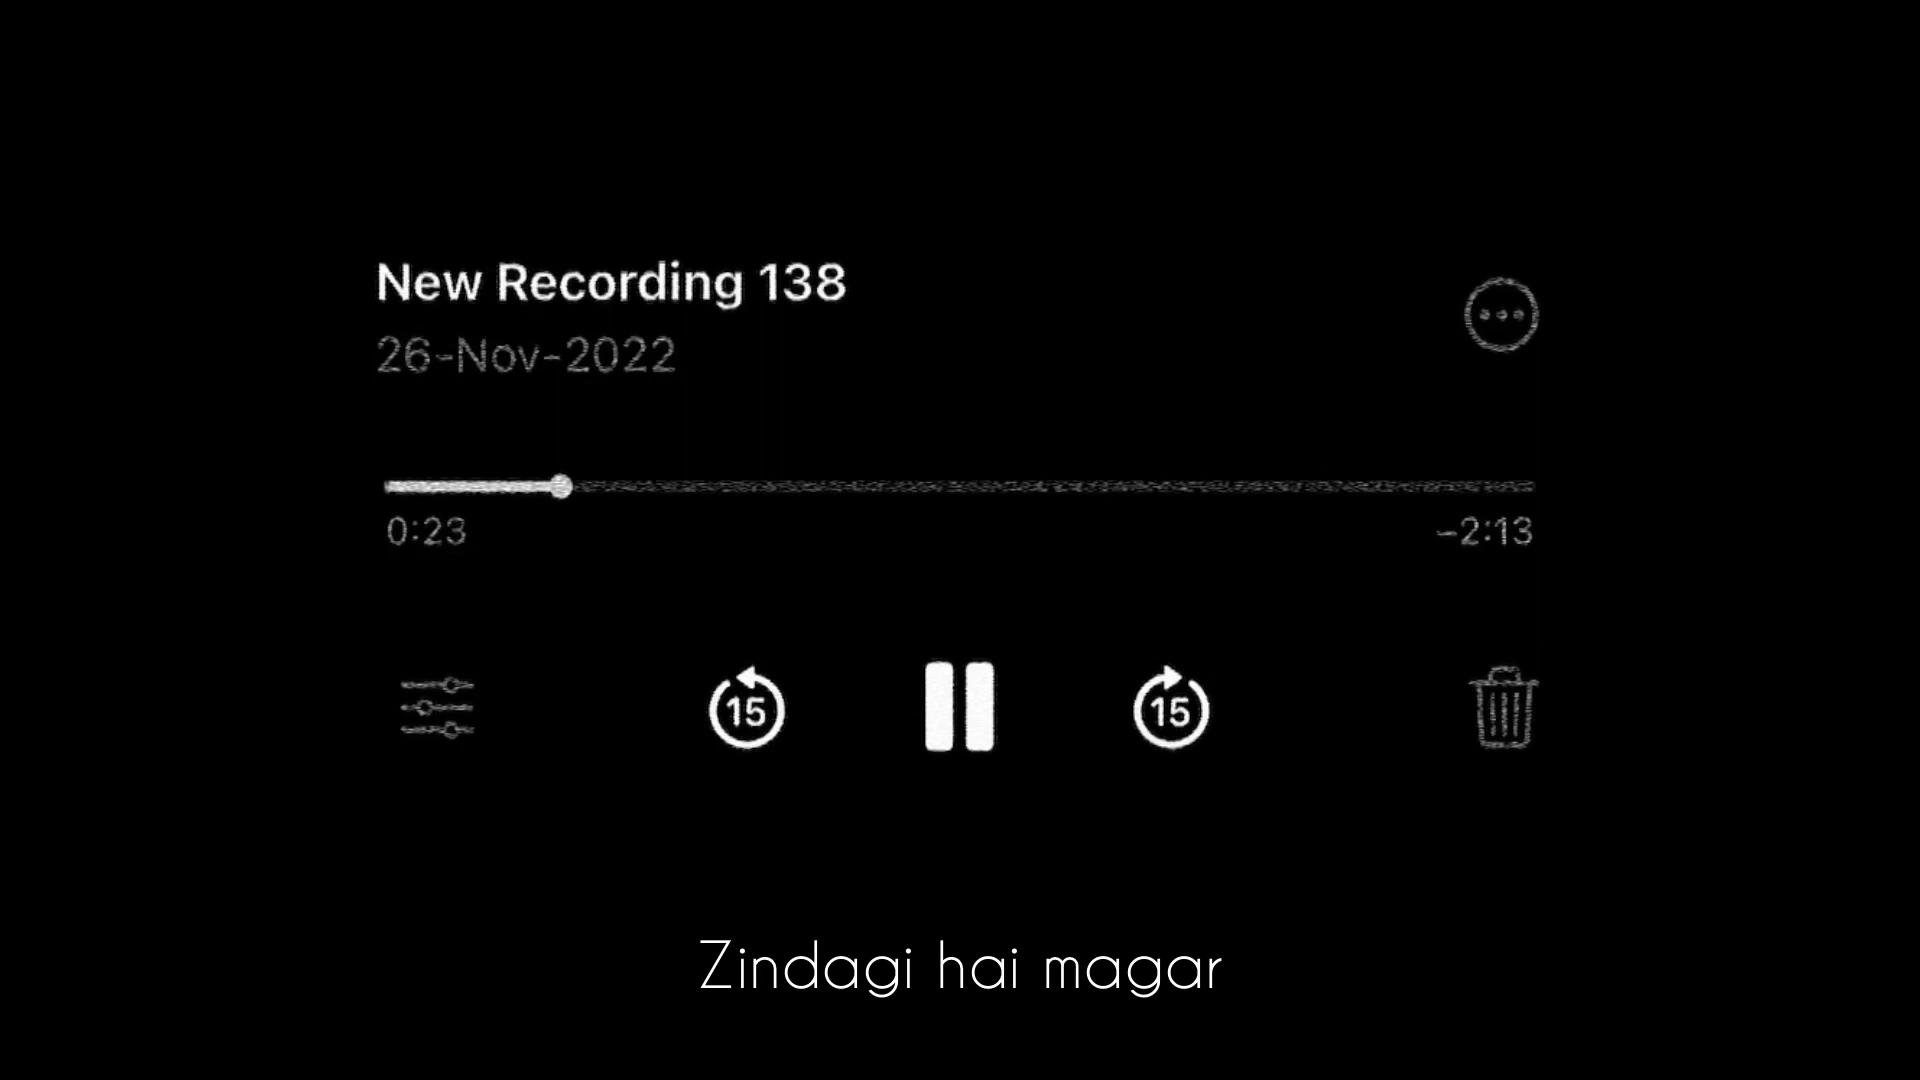 New Recording 138
26-Nov-2022
0:23
-2:13
15
15
Zindagi hai magar